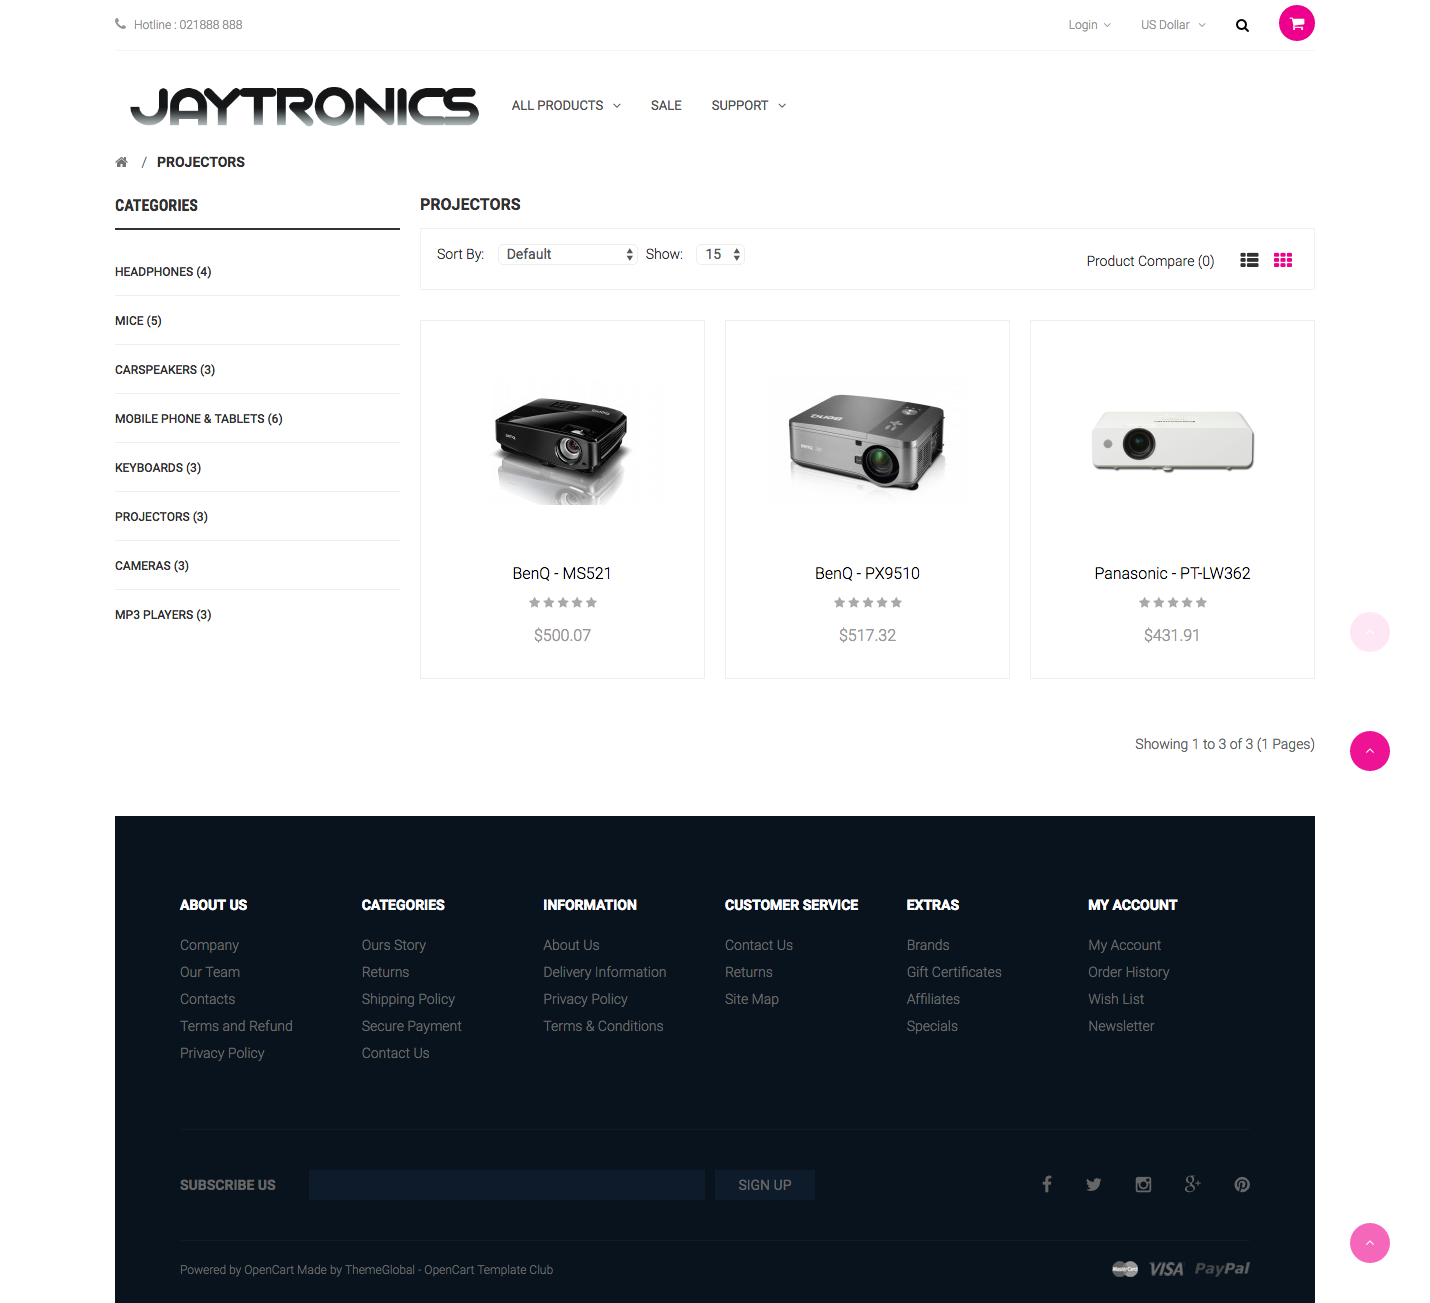 Hotline : 021888 888
Login
US Dollar
JAYTRONICS
ALL PRODUCTS
SALE
SUPPORT
/ PROJECTORS
CATEGORIES
HEADPHONES (4)
MICE (5)
CARSPEAKERS (3)
MOBILE PHONE & TABLETS (6)
KEYBOARDS (3)
PROJECTORS (3)
CAMERAS (3)
MP3 PLAYERS (3)
PROJECTORS
Sort By: Default Show: 15
Product Compare (0)
BenQ - MS521
$500.07
BenQ - PX9510
$517.32
Panasonic - PT-LW362
$431.91
Showing 1 to 3 of 3 (1 Pages)
ABOUT US
Company
Our Team
Contacts
Terms and Refund
Privacy Policy
CATEGORIES
Ours Story
Returns
Shipping Policy
Secure Payment
Contact Us
INFORMATION
About Us
Delivery Information
Privacy Policy
Terms & Conditions
CUSTOMER SERVICE
Contact Us
Returns
Site Map
EXTRAS
Brands
Gift Certificates
Affiliates
Specials
MY ACCOUNT
My Account
Order History
Wish List
Newsletter
SUBSCRIBE US
SIGN UP
Powered by OpenCart Made by ThemeGlobal - OpenCart Template Club
MasterCard VISA PayPal